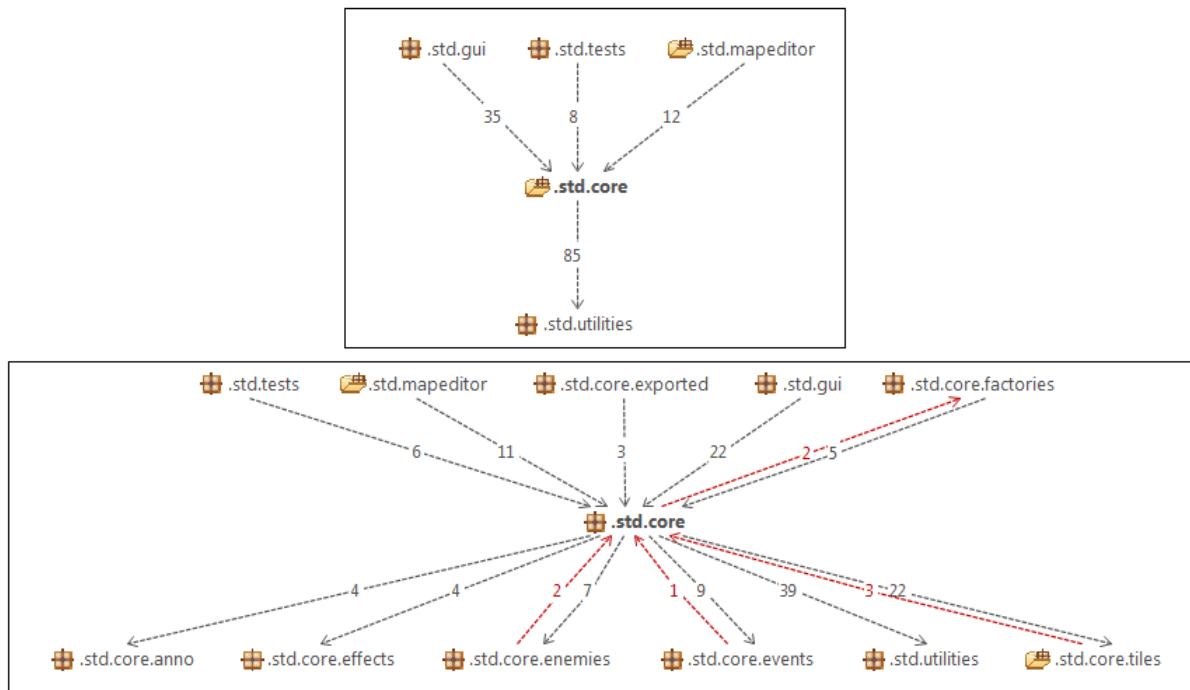 .std.gui .std.tests .std.mapeditor
35 8 12
.std.core
85
.std.utilities
.std.tests .std.mapeditor .std.core.exported .std.gui .std.core.factories
6 11 3 22 2 5
.std.core
4 4 2 7 1 9 39 3 22
.std.core.anno .std.core.effects .std.core.enemies .std.core.events .std.utilities .std.core.tiles